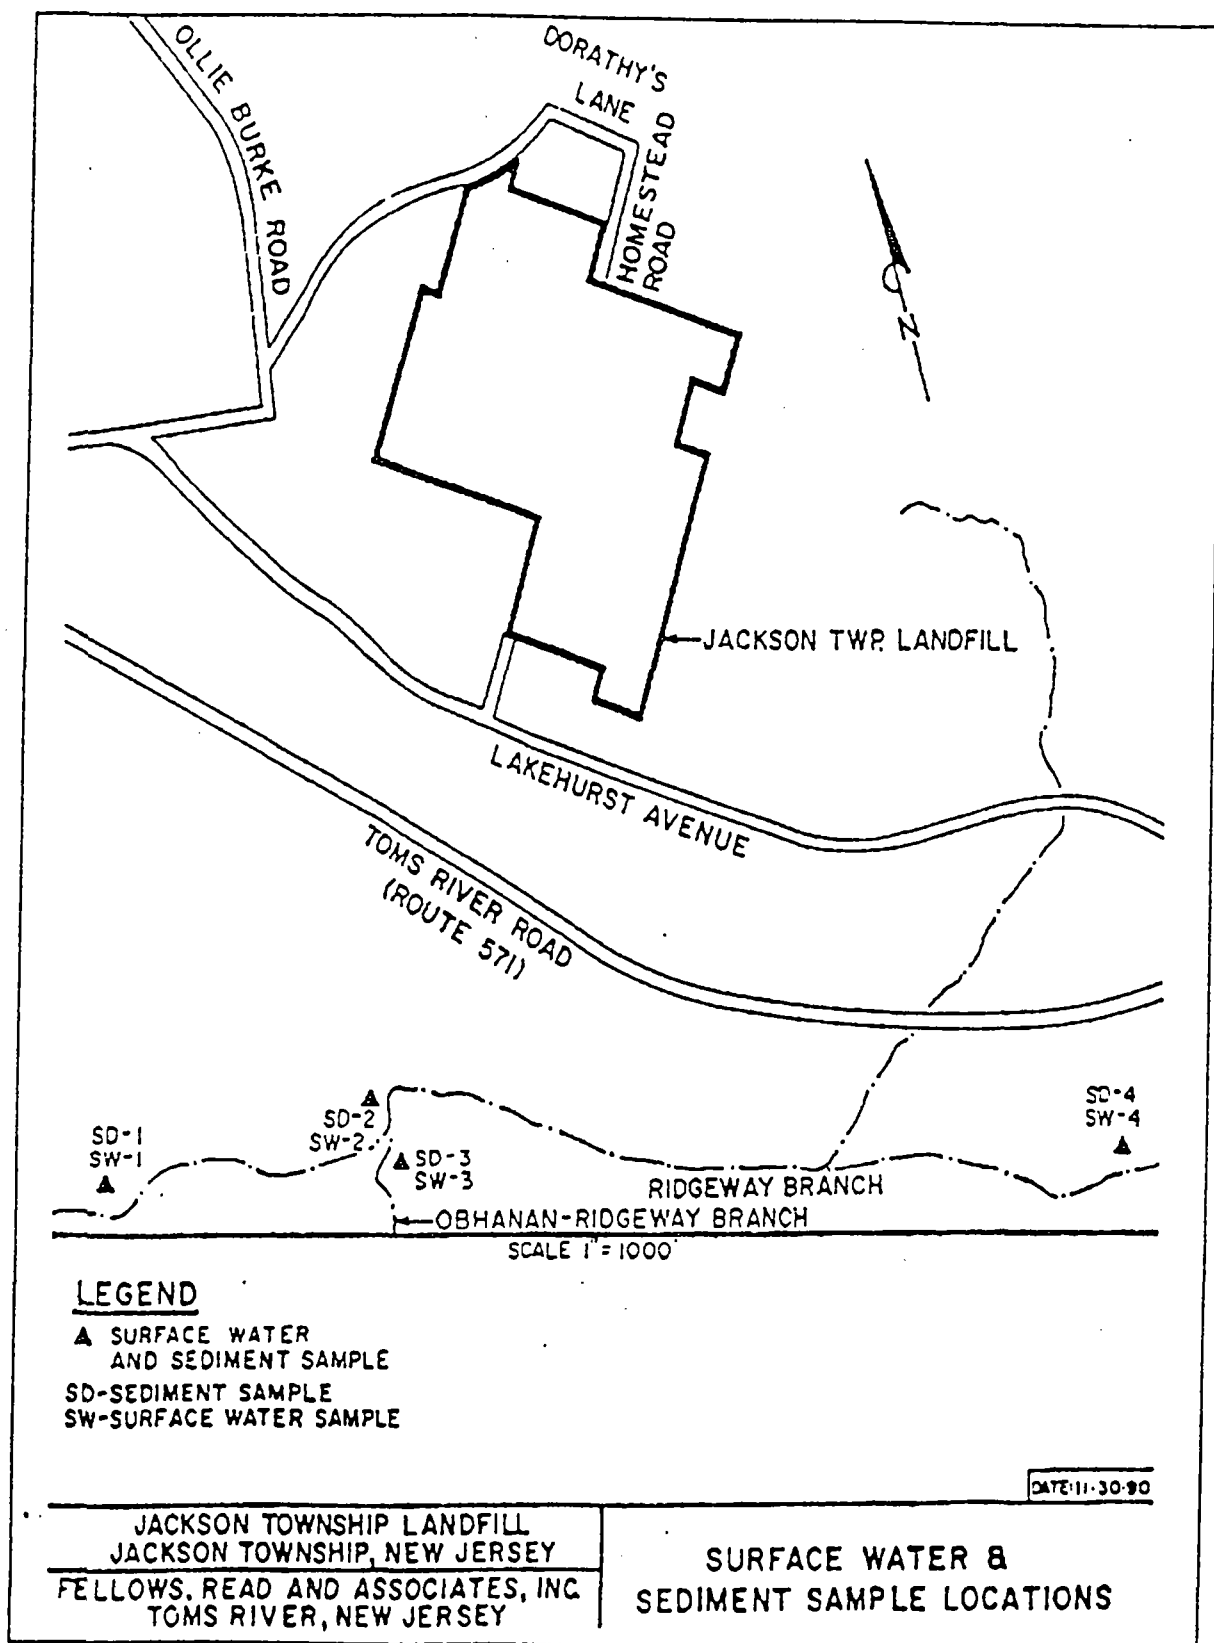 OLLIE BURKE ROAD
DORATHY'S
LANE
HOMESTEAD
ROAD
N
JACKSON TWP. LANDFILL
LAKEHURST AVENUE
TOMS RIVER ROAD
(ROUTE 571)
SD-1
SW-1
SD-2
SW-2
SD-3
SW-3
SD-4
SW-4
RIDGEWAY BRANCH
OBHANAN-RIDGEWAY BRANCH
SCALE 1"=1000'
LEGEND
SURFACE WATER
AND SEDIMENT SAMPLE
SD-SEDIMENT SAMPLE
SW-SURFACE WATER SAMPLE
DATE:11-30-90
JACKSON TOWNSHIP LANDFILL
JACKSON TOWNSHIP, NEW JERSEY
FELLOWS, READ AND ASSOCIATES, INC.
TOMS RIVER, NEW JERSEY
SURFACE WATER &
SEDIMENT SAMPLE LOCATIONS